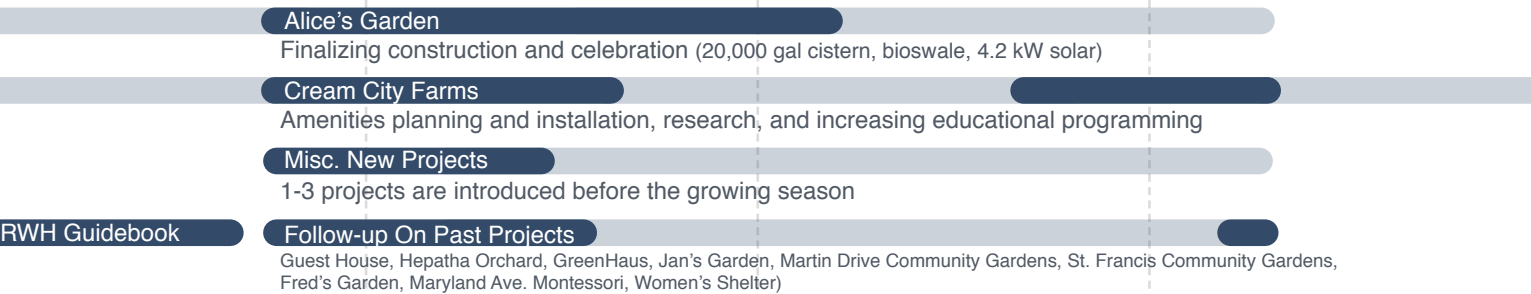 Alice's Garden
Finalizing construction and celebration (20,000 gal cistern, bioswale, 4.2 kW solar)
Cream City Farms
Amenities planning and installation, research, and increasing educational programming
Misc. New Projects
1-3 projects are introduced before the growing season
RWH Guidebook
Follow-up On Past Projects
Guest House, Hepatha Orchard, GreenHaus, Jan's Garden, Martin Drive Community Gardens, St. Francis Community Gardens,
Fred's Garden, Maryland Ave. Montessori, Women's Shelter)